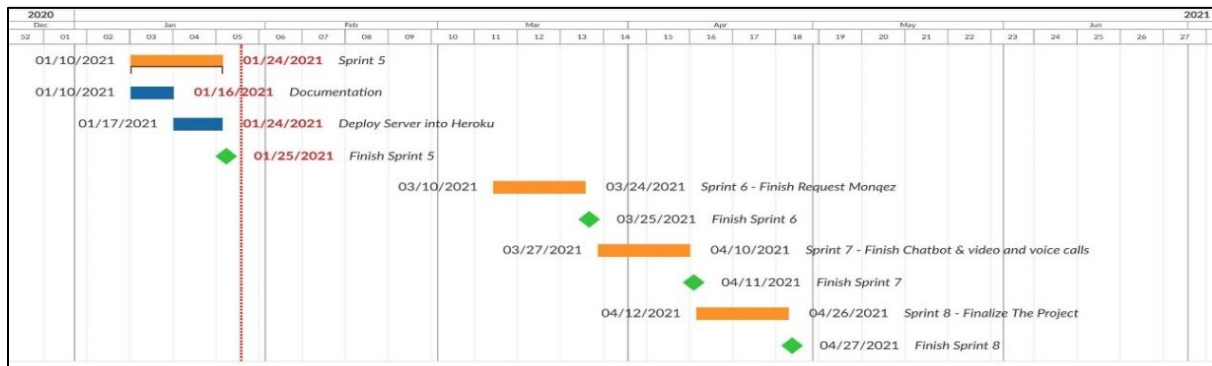 2020 2021
Dec Jan Feb Mar Apr May Jun
52 01 02 03 04 05 06 07 08 09 10 11 12 13 14 15 16 17 18 19 20 21 22 23 24 25 26 27
01/10/2021 01/24/2021 Sprint 5
01/10/2021 01/16/2021 Documentation
01/17/2021 01/24/2021 Deploy Server into Heroku
01/25/2021 Finish Sprint 5
03/10/2021 03/24/2021 Sprint 6 - Finish Request Monqez
03/25/2021 Finish Sprint 6
03/27/2021 04/10/2021 Sprint 7 - Finish Chatbot & video and voice calls
04/11/2021 Finish Sprint 7
04/12/2021 04/26/2021 Sprint 8 - Finalize The Project
04/27/2021 Finish Sprint 8